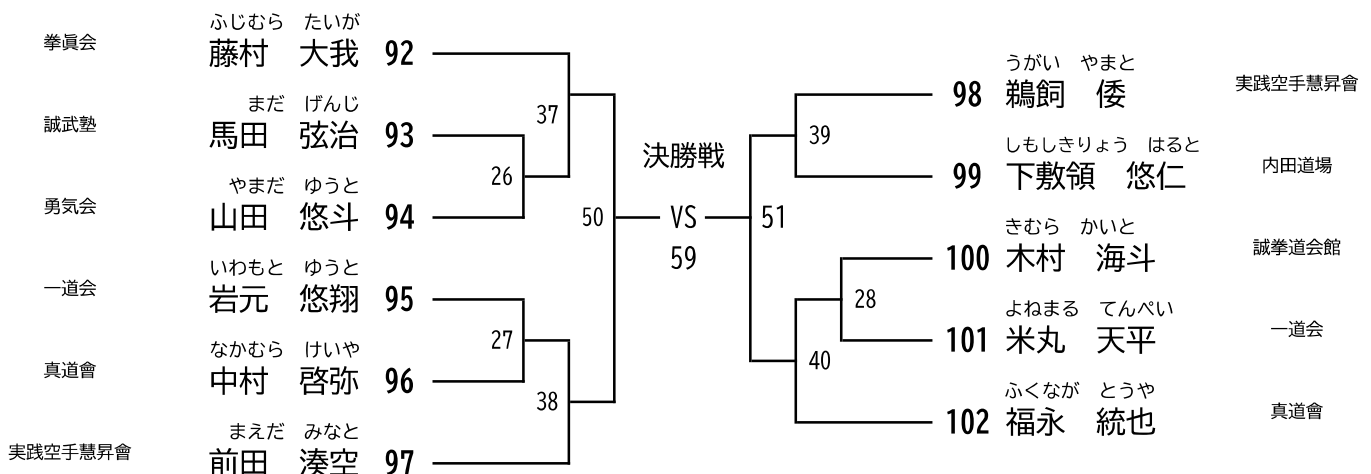 ふじむら　たいが
拳眞会　藤村　大我　92
まだ　げんじ
誠武塾　馬田　弦治　93
やまだ　ゆうと
勇気会　山田　悠斗　94
いわもと　ゆうと
一道会　岩元　悠翔　95
なかむら　けいや
真道會　中村　啓弥　96
まえだ　みなと
実践空手慧昇會　前田　湊空　97
37
26
50
27
38
決勝戦
VS
59
39
51
28
40
うがい　やまと
98　鵜飼　倭　実践空手慧昇會
しもしきりょう　はると
99　下敷領　悠仁　内田道場
きむら　かいと
100　木村　海斗　誠拳道会館
よねまる　てんぺい
101　米丸　天平　一道会
ふくなが　とうや
102　福永　統也　真道會